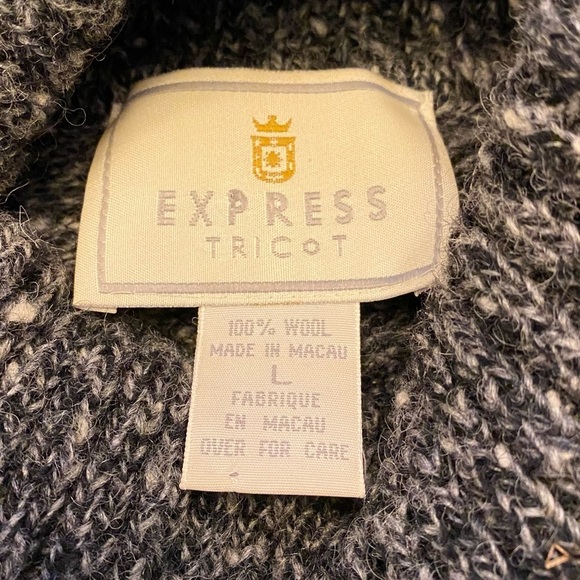 EXPRESS
TRICOT
100% WOOL
MADE IN MACAU
L
FABRIQUE
EN MACAU
OVER FOR CARE